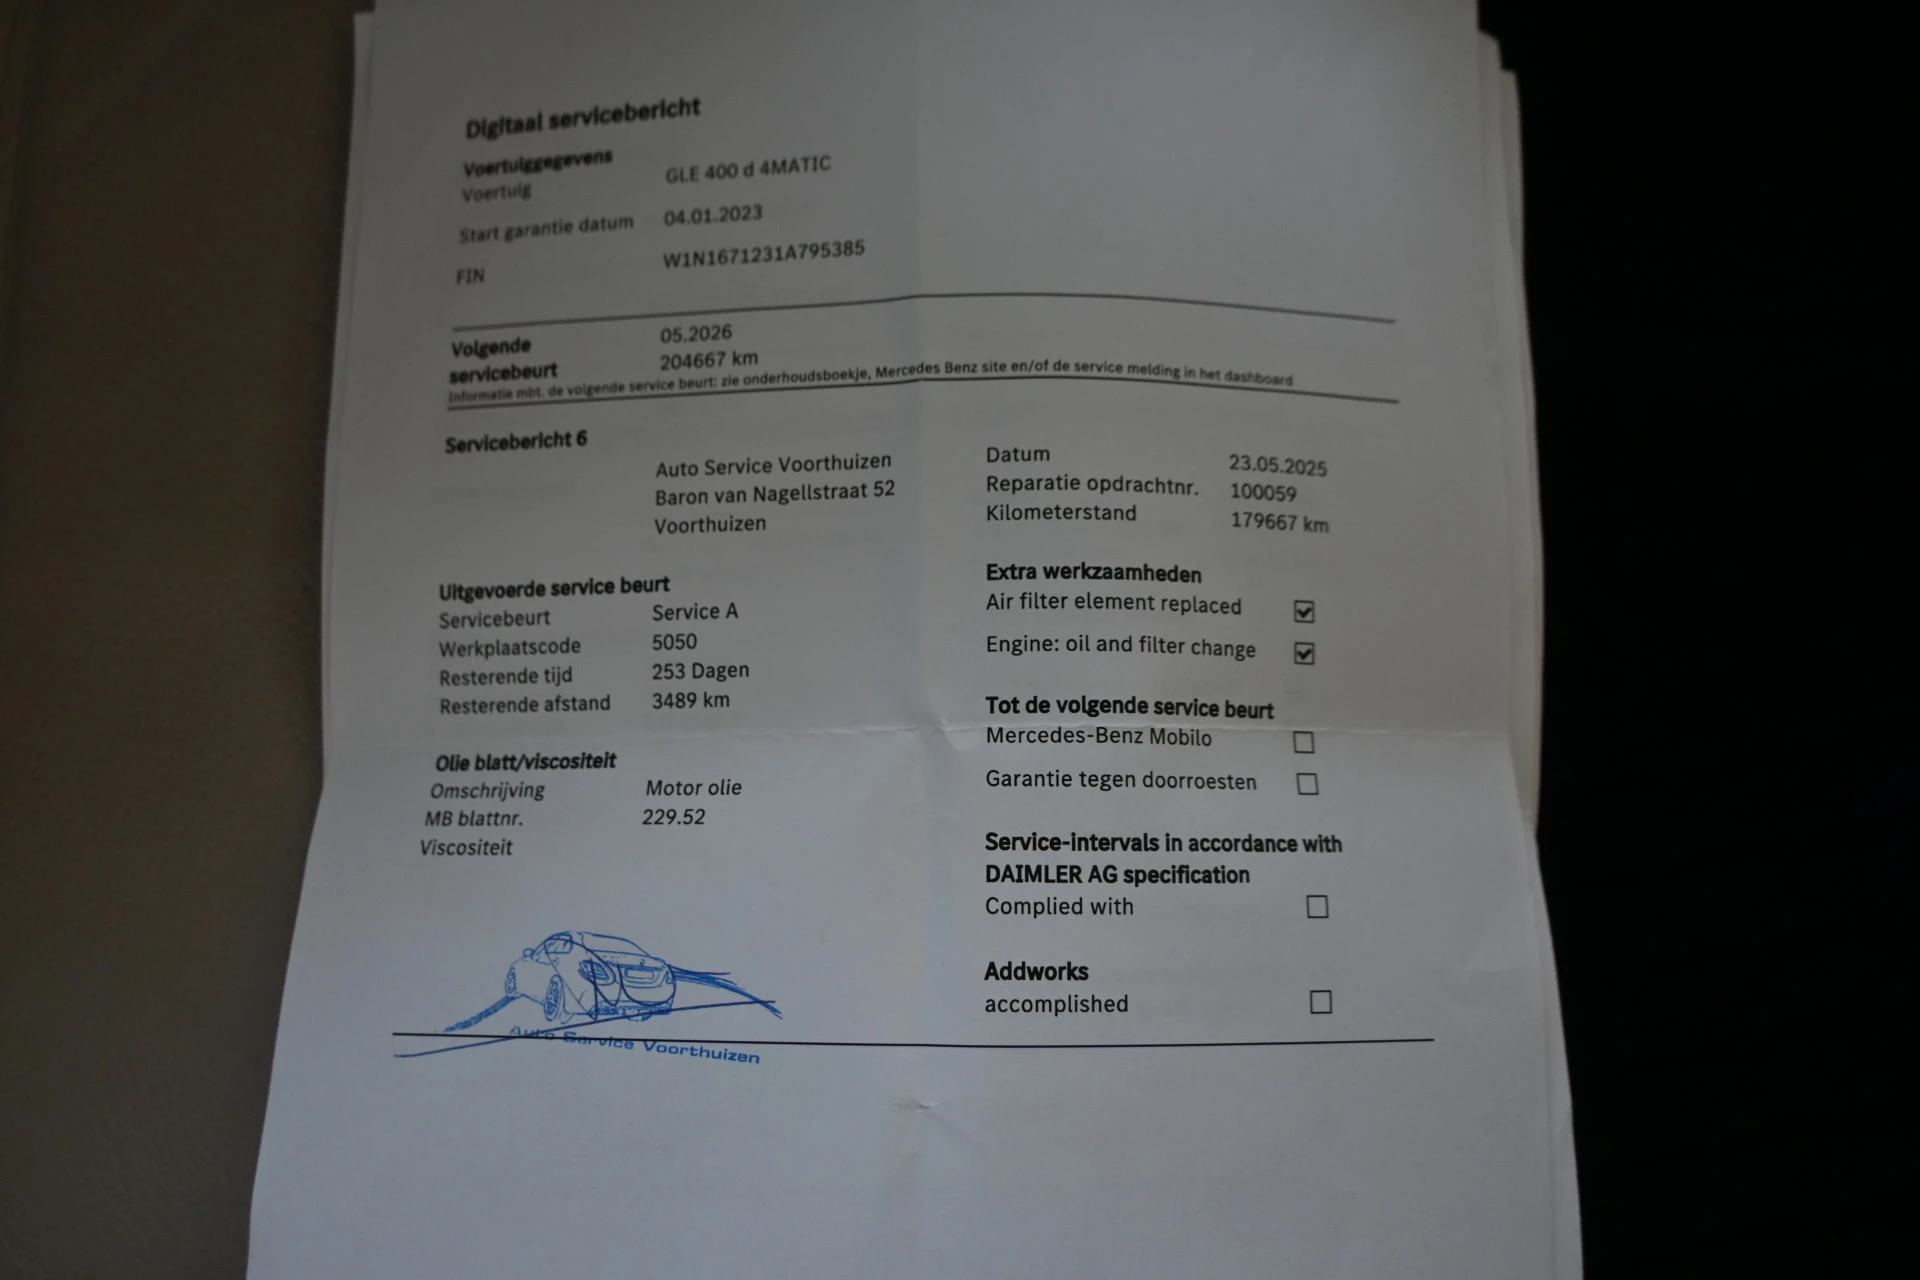 Digitaal servicebericht
Voertuiggegevens
Voertuig GLE 400 d 4MATIC
Start garantie datum 04.01.2023
FIN W1N1671231A795385
Volgende 05.2026
servicebeurt 204667 km
Informatie mbt. de volgende service beurt: zie onderhoudsboekje, Mercedes Benz site en/of de service melding in het dashboard
Servicebericht 6
Auto Service Voorthuizen
Baron van Nagellstraat 52
Voorthuizen
Datum 23.05.2025
Reparatie opdrachtnr. 100059
Kilometerstand 179667 km
Uitgevoerde service beurt
Servicebeurt Service A
Werkplaatscode 5050
Resterende tijd 253 Dagen
Resterende afstand 3489 km
Olie blatt/viscositeit
Omschrijving Motor olie
MB blattnr. 229.52
Viscositeit
Extra werkzaamheden
Air filter element replaced
Engine: oil and filter change
Tot de volgende service beurt
Mercedes-Benz Mobilo
Garantie tegen doorroesten
Service-intervals in accordance with
DAIMLER AG specification
Complied with
Addworks
accomplished
Auto Service Voorthuizen